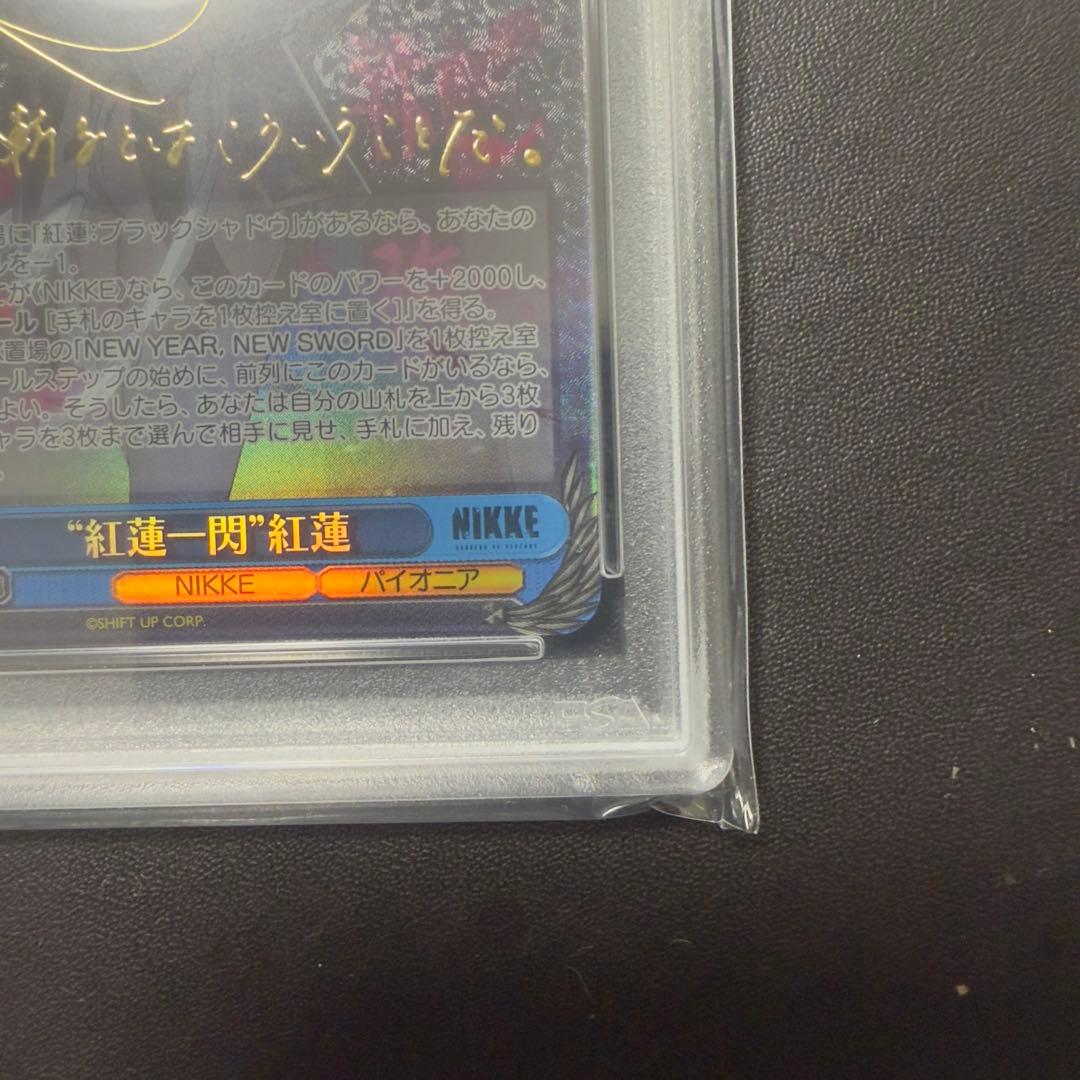 斬るとはこういうことだ。
場に「紅蓮:ブラックシャドウ」があるなら、あなたの
ルを－1。
が《NIKKE》なら、このカードのパワーを＋2000し、
ール ［手札のキャラを1枚控え室に置く］」を得る。
置場の「NEW YEAR, NEW SWORD」を1枚控え室
ールステップの始めに、前列にこのカードがいるなら、
よい。そうしたら、あなたは自分の山札を上から3枚
ャラを3枚まで選んで相手に見せ、手札に加え、残り
。
“紅蓮一閃”紅蓮
NIKKE
NIKKE パイオニア
©SHIFT UP CORP.
PSA